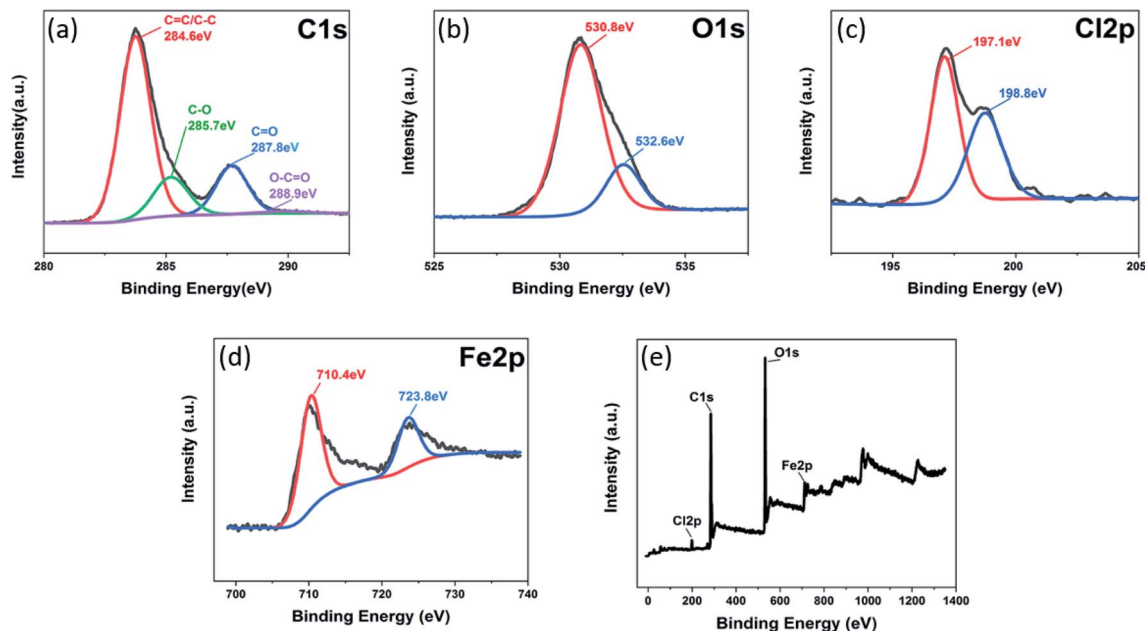 (a)
C=C/C-C
284.6eV
C1s
C-O
285.7eV
C=O
287.8eV
O-C=O
288.9eV
Intensity(a.u.)
280 285 290
Binding Energy(eV)
(b)
530.8eV
O1s
532.6eV
Intensity (a.u.)
525 530 535
Binding Energy (eV)
(c)
197.1eV
Cl2p
198.8eV
Intensity (a.u.)
195 200 205
Binding Energy (eV)
(d)
Fe2p
710.4eV
723.8eV
Intensity (a.u.)
700 710 720 730 740
Binding Energy (eV)
(e)
O1s
C1s
Fe2p
Cl2p
Intensity (a.u.)
0 200 400 600 800 1000 1200 1400
Binding Energy (eV)